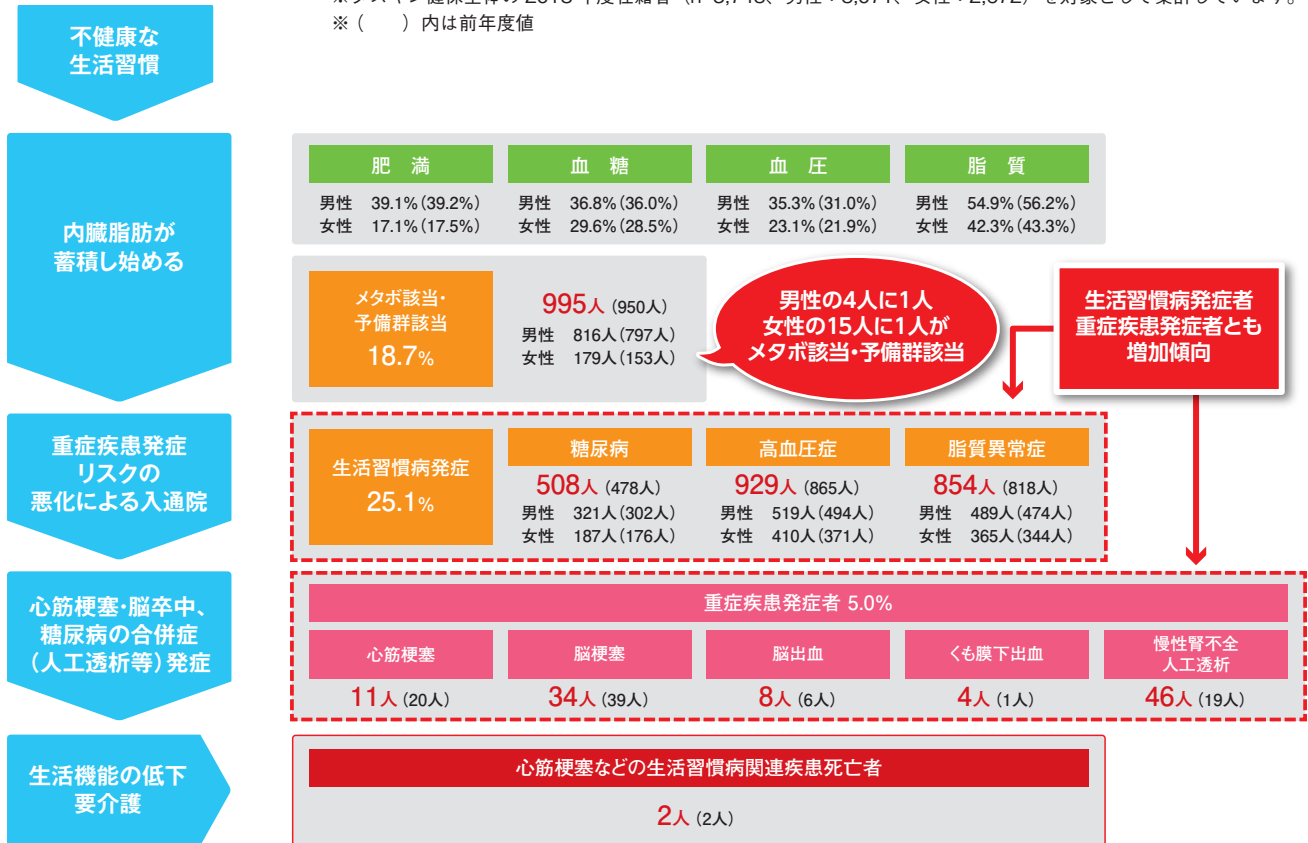 ※( )内は前年度値
不健康な
生活習慣
内臓脂肪が
蓄積し始める
肥 満
男性 39.1%(39.2%)
女性 17.1%(17.5%)
血 糖
男性 36.8%(36.0%)
女性 29.6%(28.5%)
血 圧
男性 35.3%(31.0%)
女性 23.1%(21.9%)
脂 質
男性 54.9%(56.2%)
女性 42.3%(43.3%)
メタボ該当・
予備群該当
18.7%
995人(950人)
男性 816人(797人)
女性 179人(153人)
男性の4人に1人
女性の15人に1人が
メタボ該当・予備群該当
生活習慣病発症者
重症疾患発症者とも
増加傾向
重症疾患発症
リスクの
悪化による入通院
生活習慣病発症
25.1%
糖尿病
508人(478人)
男性 321人(302人)
女性 187人(176人)
高血圧症
929人(865人)
男性 519人(494人)
女性 410人(371人)
脂質異常症
854人(818人)
男性 489人(474人)
女性 365人(344人)
心筋梗塞・脳卒中、
糖尿病の合併症
(人工透析等)発症
重症疾患発症者 5.0%
心筋梗塞
11人(20人)
脳梗塞
34人(39人)
脳出血
8人(6人)
くも膜下出血
4人(1人)
慢性腎不全
人工透析
46人(19人)
生活機能の低下
要介護
心筋梗塞などの生活習慣病関連疾患死亡者
2人(2人)